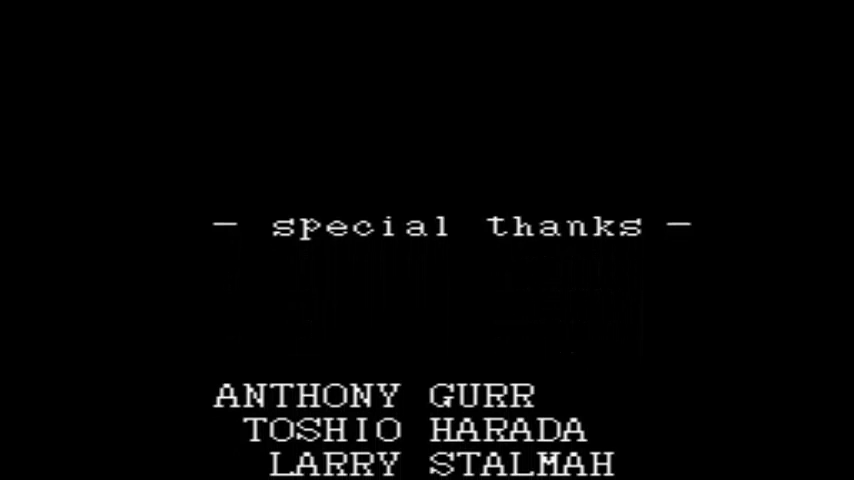 - special thanks -
ANTHONY GURR
TOSHIO HARADA
LARRY STALMAH